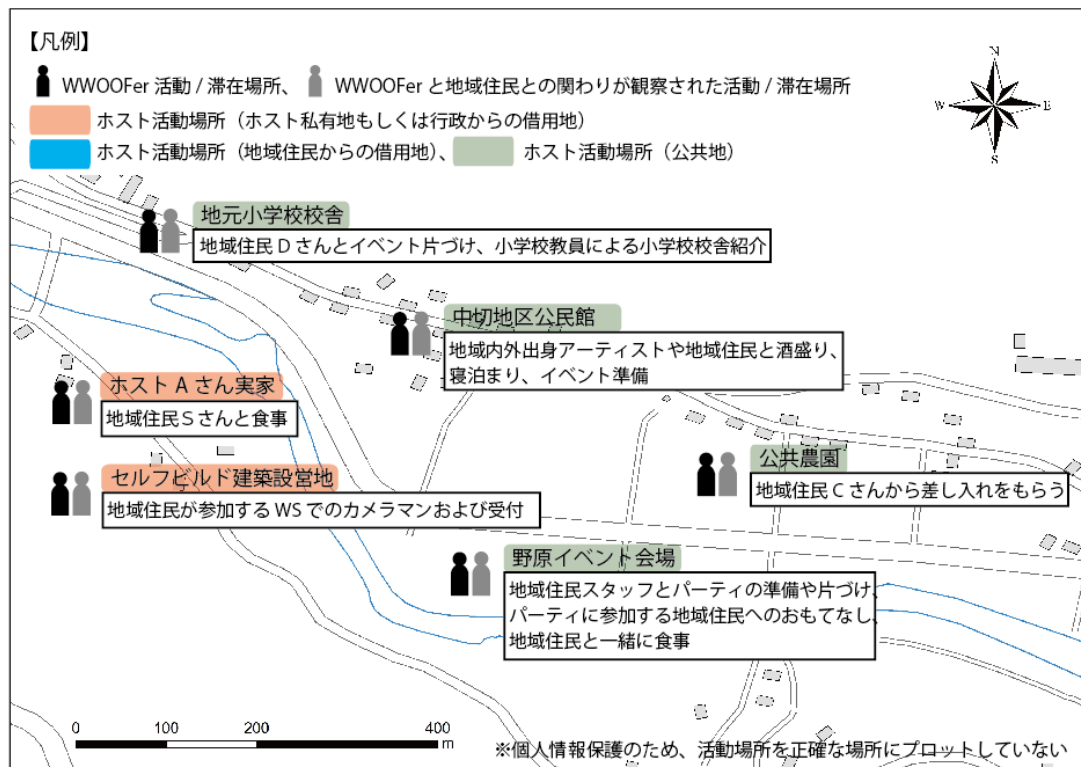 【凡例】
WWOOFer 活動 / 滞在場所、 WWOOFer と地域住民との関わりが観察された活動 / 滞在場所
ホスト活動場所（ホスト私有地もしくは行政からの借用地）
ホスト活動場所（地域住民からの借用地）、 ホスト活動場所（公共地）
N
W E
S
地元小学校校舎
地域住民 D さんとイベント片づけ、小学校教員による小学校校舎紹介
中切地区公民館
地域内外出身アーティストや地域住民と酒盛り、
寝泊まり、イベント準備
ホスト A さん実家
地域住民 S さんと食事
セルフビルド建築設営地
地域住民が参加する WS でのカメラマンおよび受付
公共農園
地域住民 C さんから差し入れをもらう
野原イベント会場
地域住民スタッフとパーティの準備や片づけ、
パーティに参加する地域住民へのおもてなし、
地域住民と一緒に食事
0 100 200 400
m
※個人情報保護のため、活動場所を正確な場所にプロットしていない